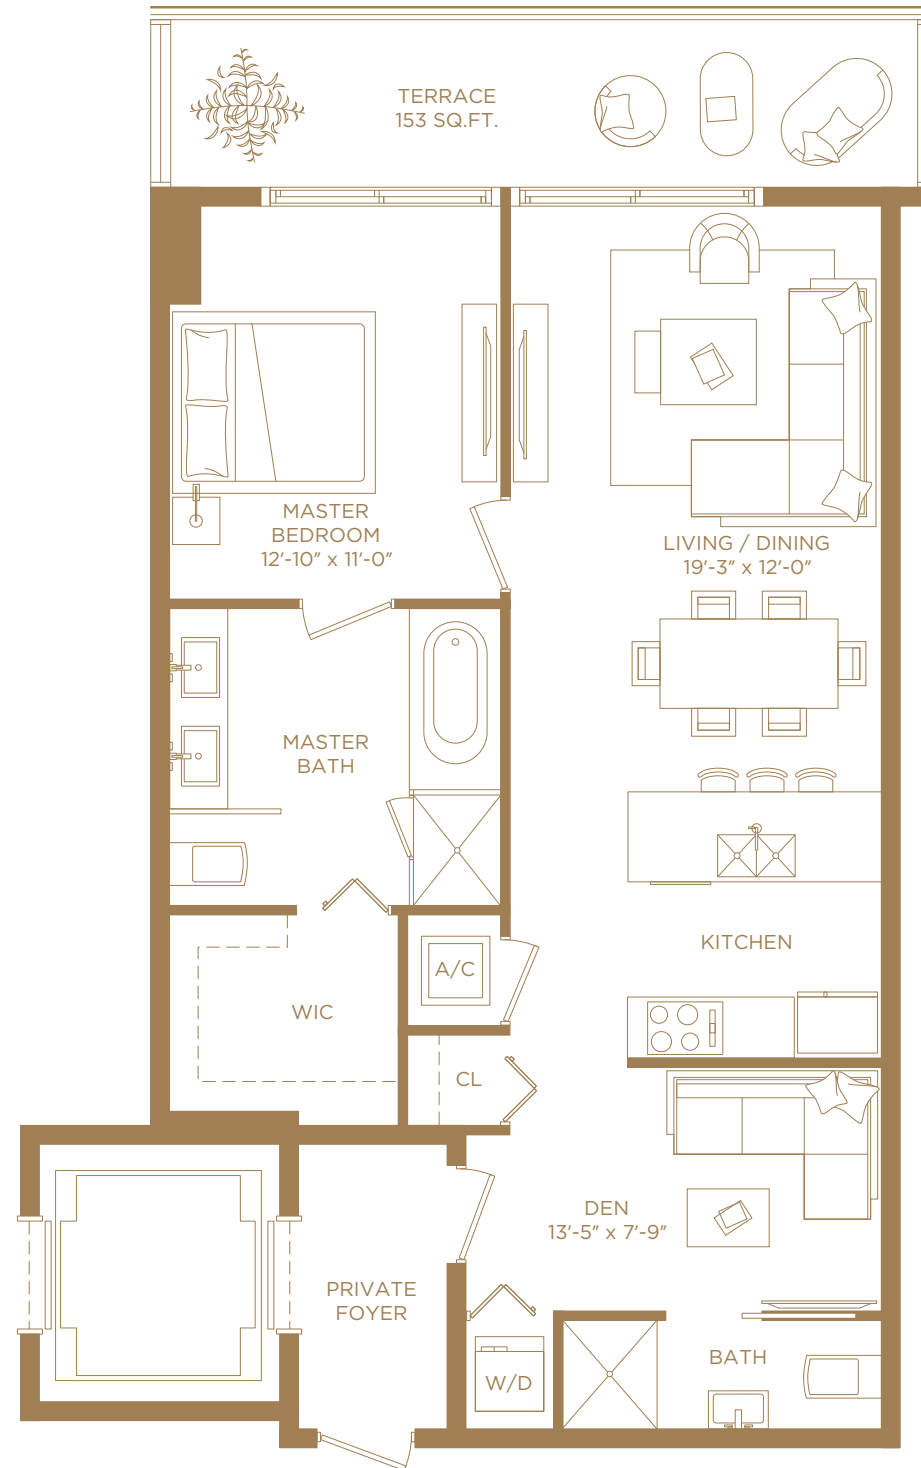 TERRACE
153 SQ.FT.
MASTER
BEDROOM
12'-10" x 11'-0"
LIVING / DINING
19'-3" x 12'-0"
MASTER
BATH
KITCHEN
A/C
WIC
CL
DEN
13'-5" x 7'-9"
PRIVATE
FOYER
BATH
W/D